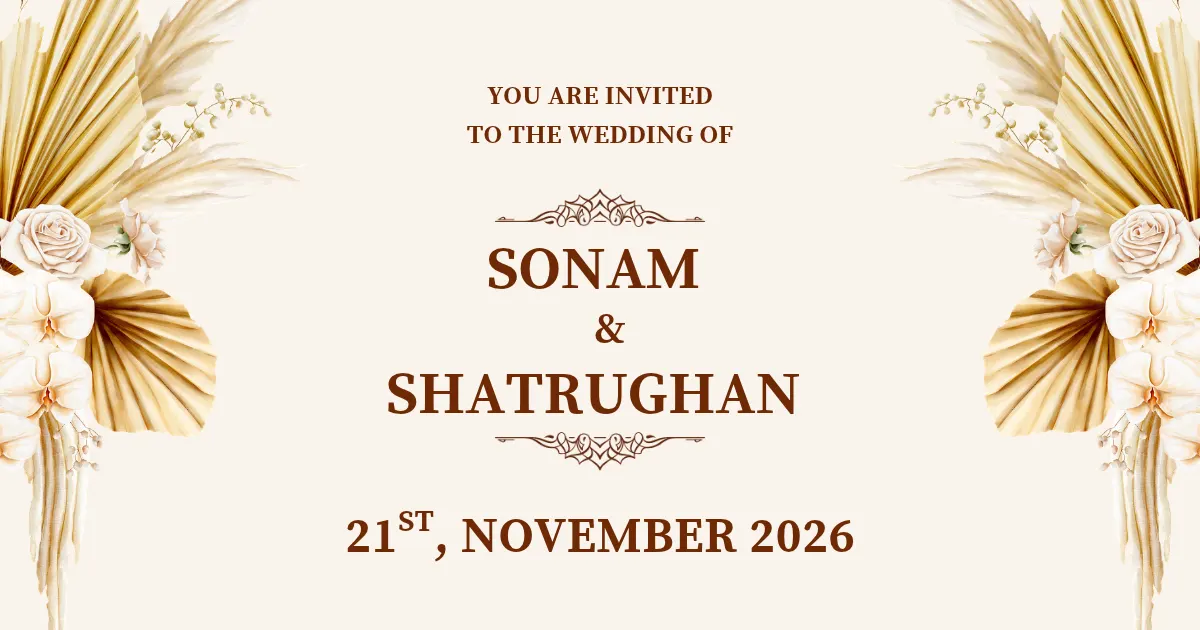 YOU ARE INVITED
TO THE WEDDING OF
SONAM
&
SHATRUGHAN
21ST, NOVEMBER 2026